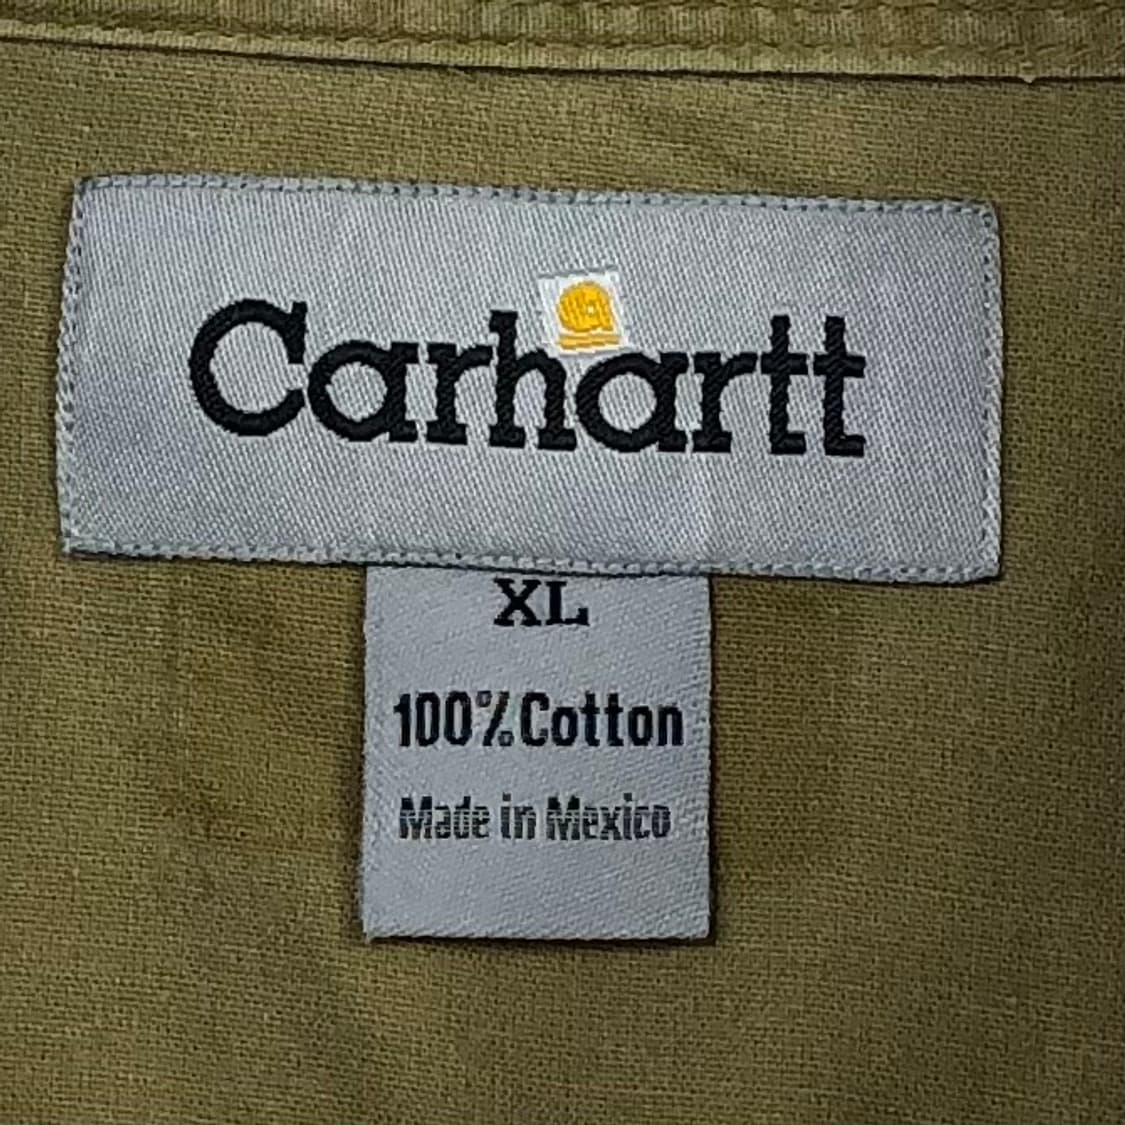 Carhartt
XL
100% Cotton
Made in Mexico